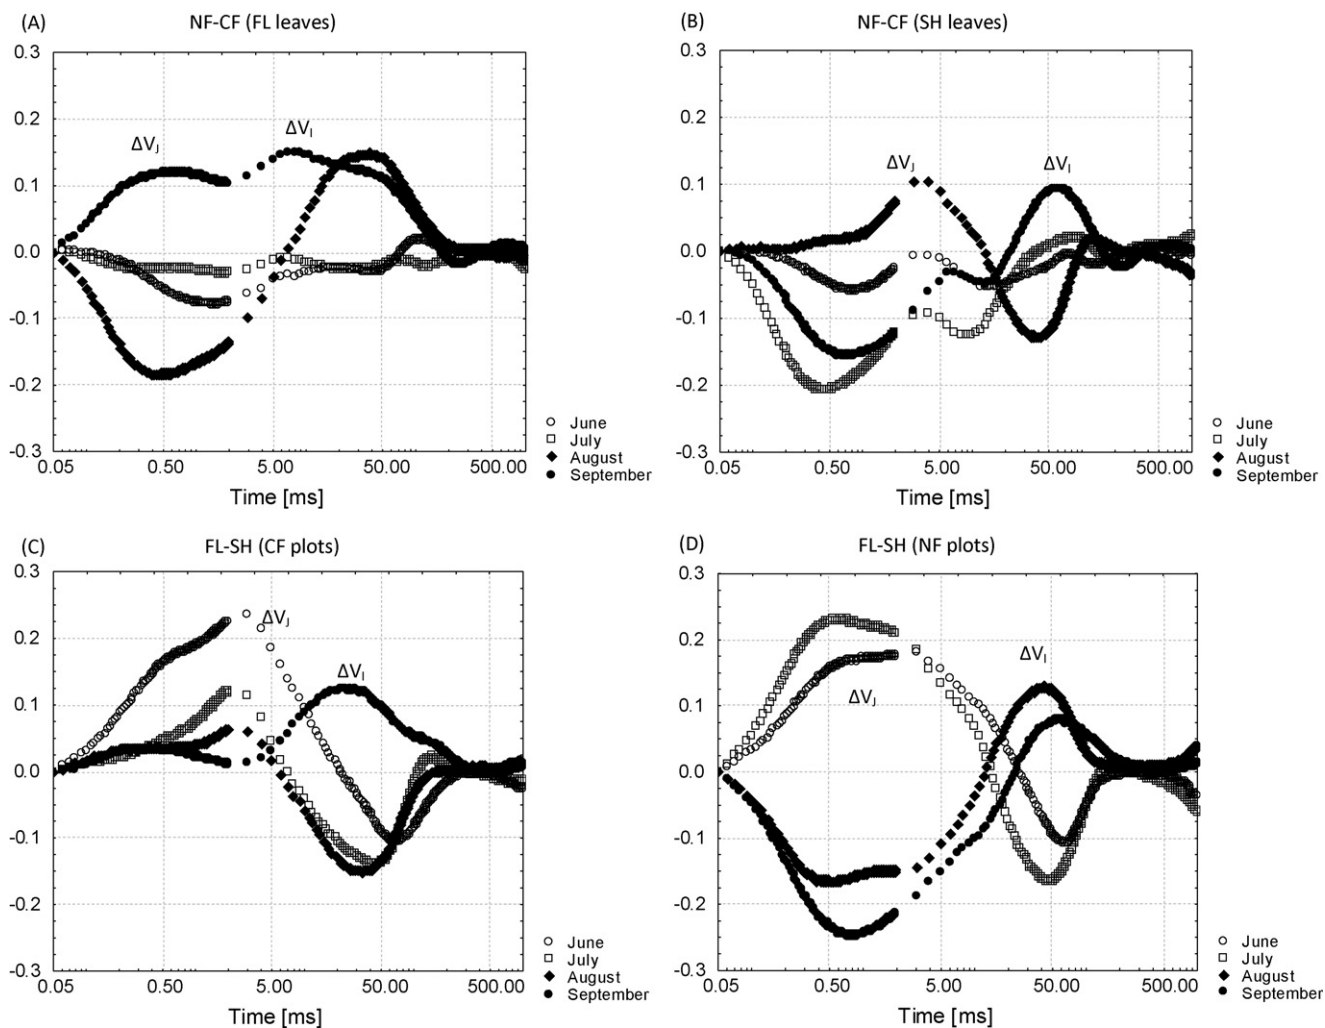 (A)
NF-CF (FL leaves)
0.3
0.2
0.1
0.0
-0.1
-0.2
-0.3
ΔVJ
ΔVI
0.05
0.50
5.00
50.00
500.00
Time [ms]
June
July
August
September
(B)
NF-CF (SH leaves)
0.3
0.2
0.1
0.0
-0.1
-0.2
-0.3
ΔVJ
ΔVI
0.05
0.50
5.00
50.00
500.00
Time [ms]
June
July
August
September
(C)
FL-SH (CF plots)
0.3
0.2
0.1
0.0
-0.1
-0.2
-0.3
ΔVJ
ΔVI
0.05
0.50
5.00
50.00
500.00
Time [ms]
June
July
August
September
(D)
FL-SH (NF plots)
0.3
0.2
0.1
0.0
-0.1
-0.2
-0.3
ΔVI
ΔVJ
0.05
0.50
5.00
50.00
500.00
Time [ms]
June
July
August
September